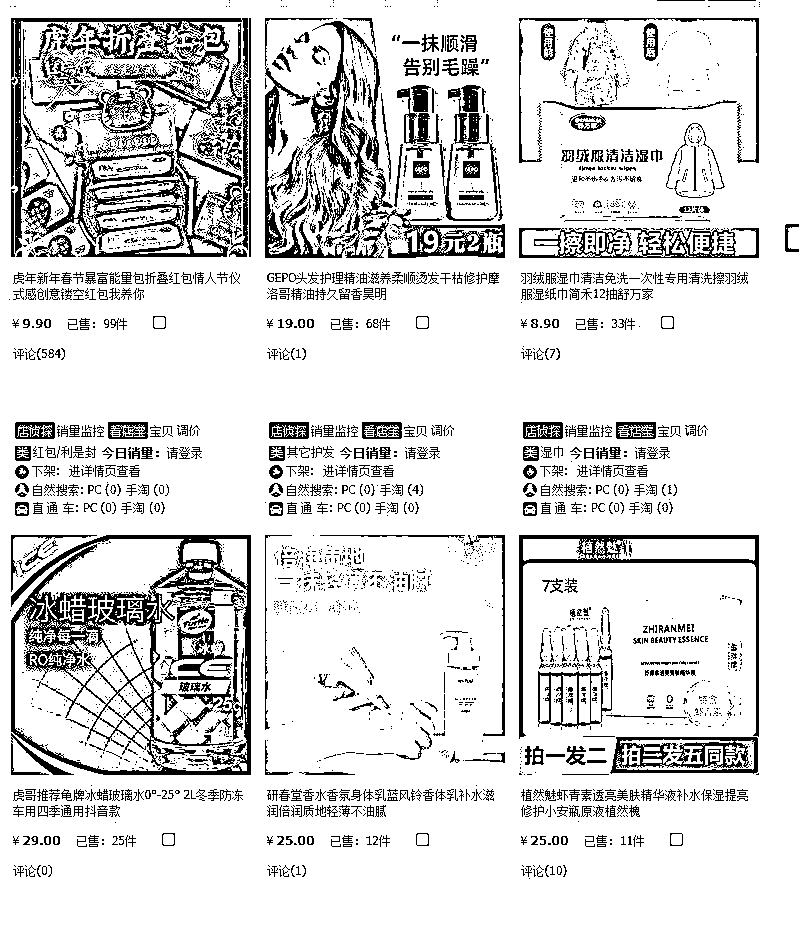 虎年折叠红包
“一抹顺滑
告别毛躁”
19元2瓶
使用前
使用后
羽绒服清洁湿巾
一擦即净 轻松便捷
虎年新年春节暴富能量包折叠红包情人节仪
式感创意镂空红包我养你
¥9.90 已售：99件
评论(584)
GEPO头发护理精油滋养柔顺烫发干枯修护摩
洛哥精油持久留香昊明
¥19.00 已售：68件
评论(1)
羽绒服湿巾清洁免洗一次性专用清洗擦羽绒
服湿纸巾简禾12抽舒万家
¥8.90 已售：33件
评论(7)
店侦探 销量监控 看店宝 宝贝 调价
类 红包/利是封 今日销量：请登录
下架：进详情页查看
自然搜索：PC (0) 手淘 (0)
直 通 车：PC (0) 手淘 (0)
店侦探 销量监控 看店宝 宝贝 调价
类 其它护发 今日销量：请登录
下架：进详情页查看
自然搜索：PC (0) 手淘 (4)
直 通 车：PC (0) 手淘 (0)
店侦探 销量监控 看店宝 宝贝 调价
类 湿巾 今日销量：请登录
下架：进详情页查看
自然搜索：PC (0) 手淘 (1)
直 通 车：PC (0) 手淘 (0)
冰蜡玻璃水
纯净每一滴
RO纯净水
Turtle
ICE
玻璃水
-25
植然魅
7支装
ZHIRANMEI
SKIN BEAUTY ESSENCE
拍一发二 拍二发五同款
虎哥推荐龟牌冰蜡玻璃水0°-25° 2L冬季防冻
车用四季通用抖音款
¥29.00 已售：25件
评论(0)
研春堂香水香氛身体乳蓝风铃香体乳补水滋
润倍润质地轻薄不油腻
¥25.00 已售：12件
评论(1)
植然魅虾青素透亮美肤精华液补水保湿提亮
修护小安瓶原液植然槐
¥25.00 已售：11件
评论(10)